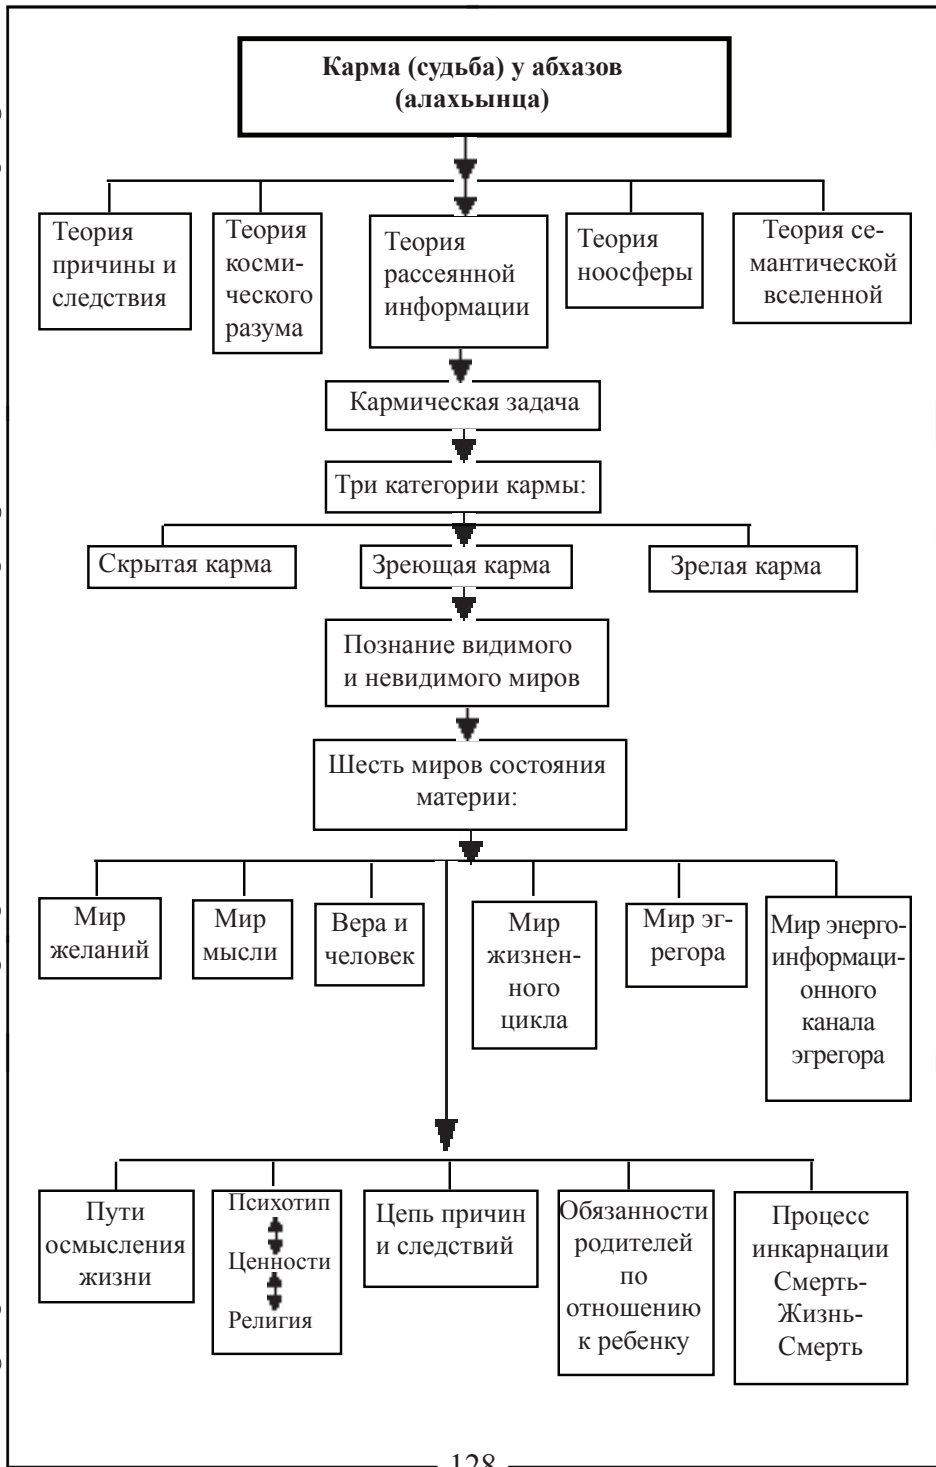 Карма (судьба) у абхазов
(алахьынца)
Теория
причины и
следствия
Теория
косми-
ческого
разума
Теория
рассеянной
информации
Теория
ноосферы
Теория се-
мантической
вселенной
Кармическая задача
Три категории кармы:
Скрытая карма
Зреющая карма
Зрелая карма
Познание видимого
и невидимого миров
Шесть миров состояния
материи:
Мир
желаний
Мир
мысли
Вера и
человек
Мир
жизнен-
ного
цикла
Мир эг-
регора
Мир энерго-
информаци-
онного
канала
эгрегора
Пути
осмысления
жизни
Психотип
Ценности
Религия
Цепь причин
и следствий
Обязанности
родителей
по
отношению
к ребенку
Процесс
инкарнации
Смерть-
Жизнь-
Смерть
128